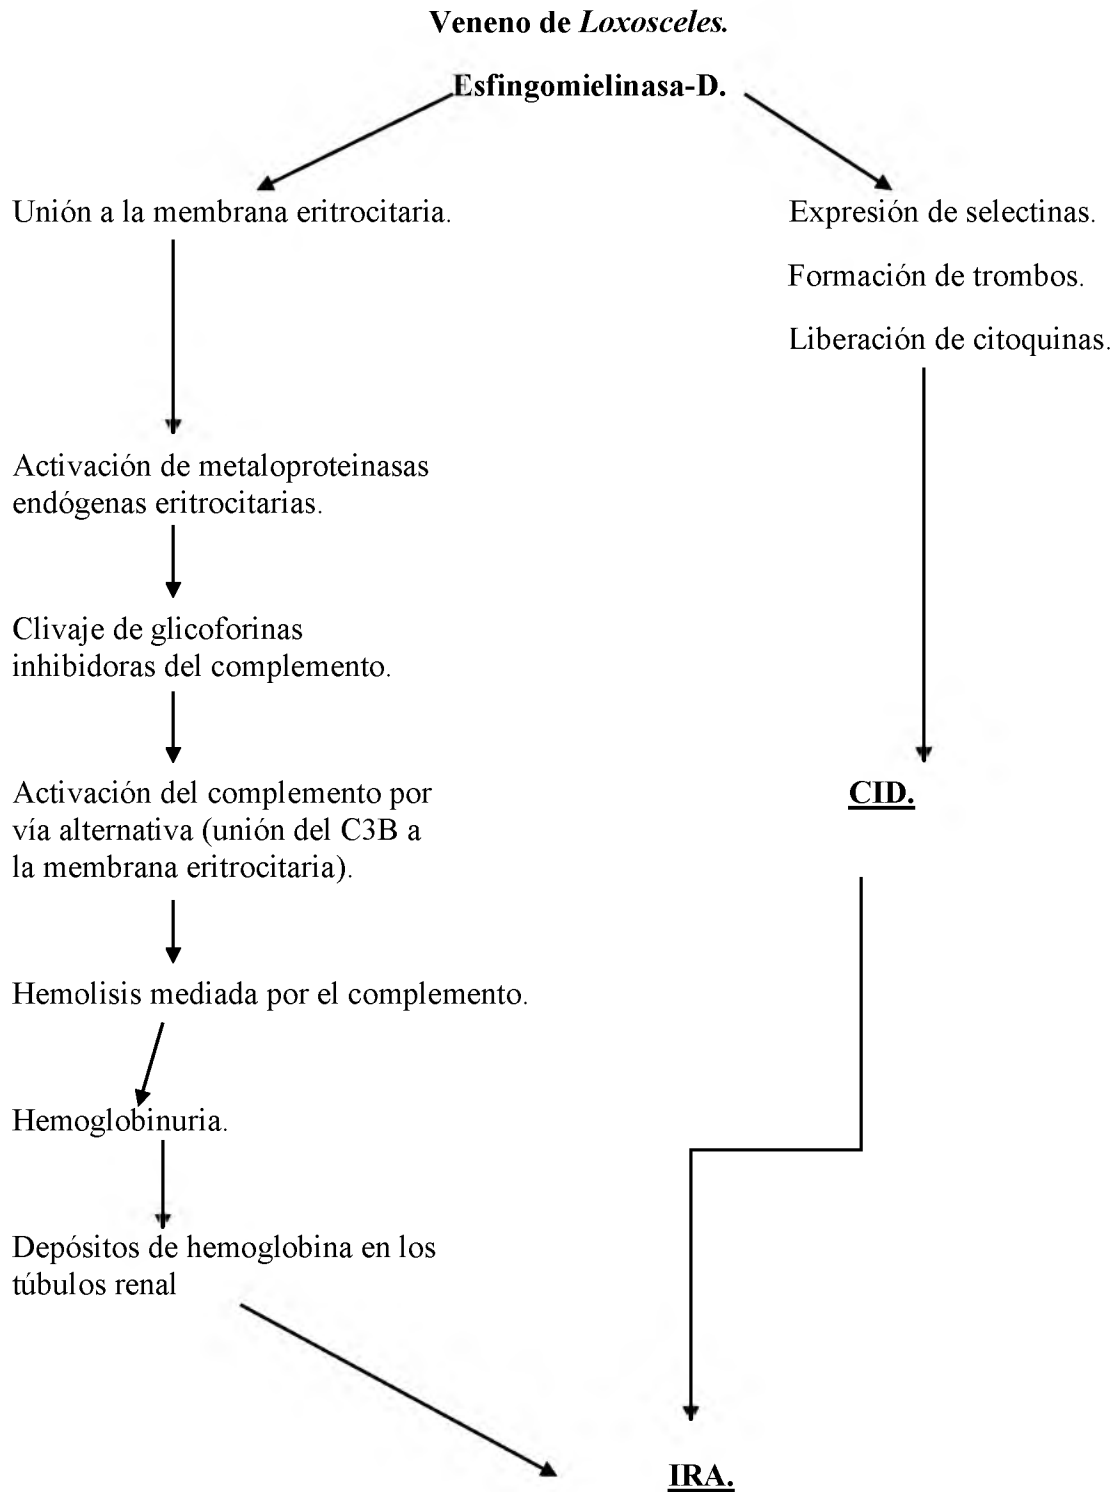 Veneno de Loxosceles.
Esfingomielinasa-D.
Unión a la membrana eritrocitaria.
Expresión de selectinas.
Formación de trombos.
Liberación de citoquinas.
Activación de metaloproteinasas
endógenas eritrocitarias.
Clivaje de glicoforinas
inhibidoras del complemento.
Activación del complemento por
vía alternativa (unión del C3B a
la membrana eritrocitaria).
CID.
Hemolisis mediada por el complemento.
Hemoglobinuria.
Depósitos de hemoglobina en los
túbulos renal
IRA.